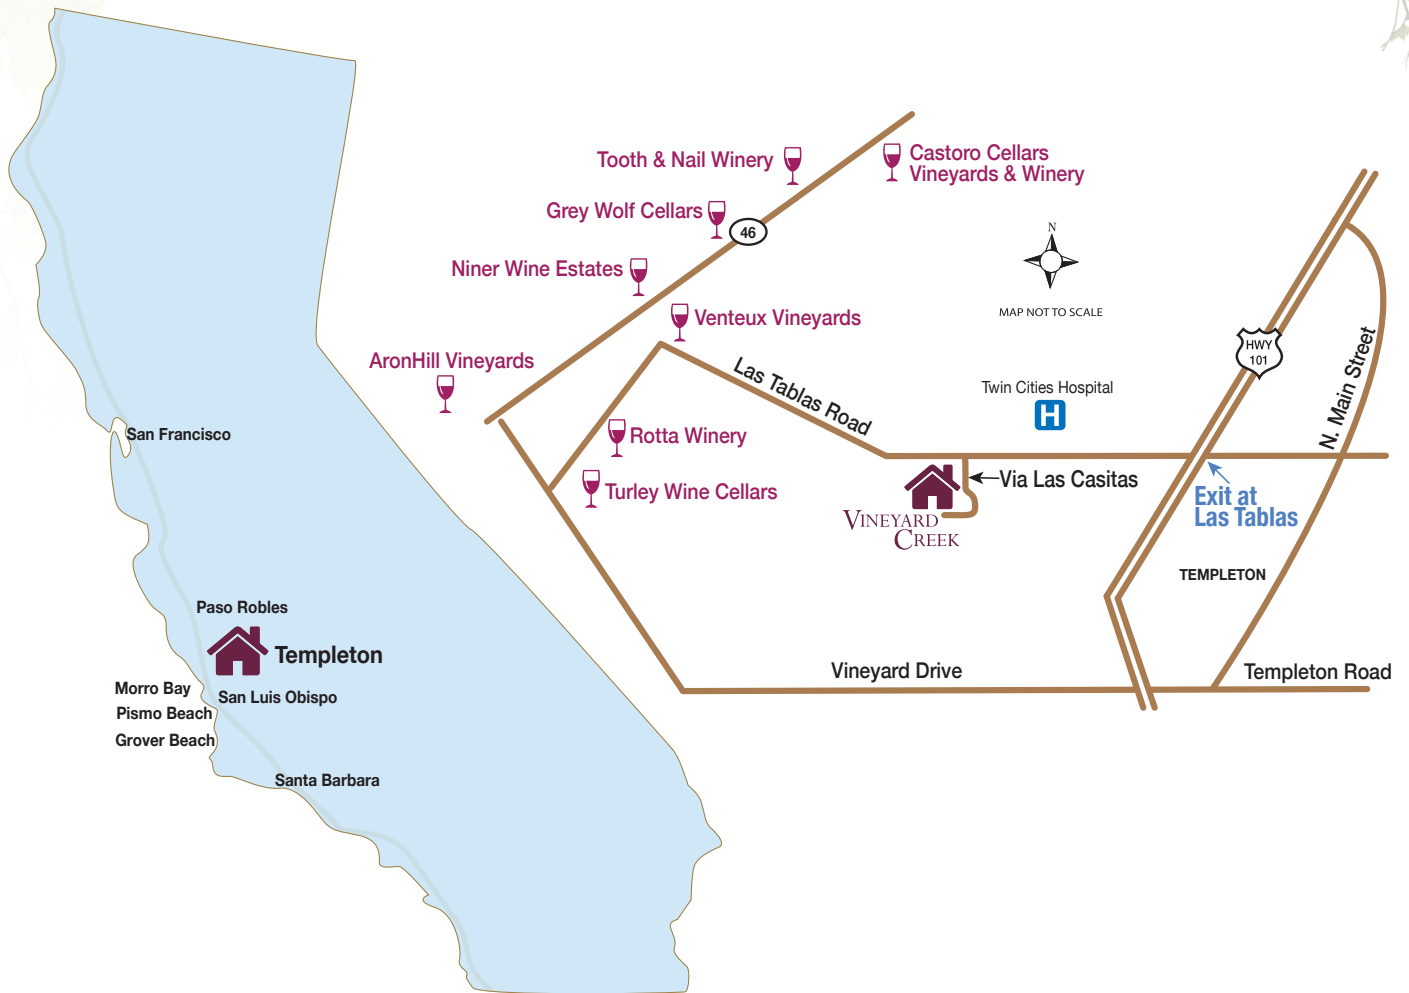 Tooth & Nail Winery
Castoro Cellars
Vineyards & Winery
Grey Wolf Cellars
46
N
Niner Wine Estates
MAP NOT TO SCALE
Venteux Vineyards
HWY
101
AronHill Vineyards
Las Tablas Road
N. Main Street
Twin Cities Hospital
H
San Francisco
Rotta Winery
Via Las Casitas
Turley Wine Cellars
Exit at
Las Tablas
VINEYARD
CREEK
TEMPLETON
Paso Robles
Templeton
Vineyard Drive
Templeton Road
Morro Bay
San Luis Obispo
Pismo Beach
Grover Beach
Santa Barbara